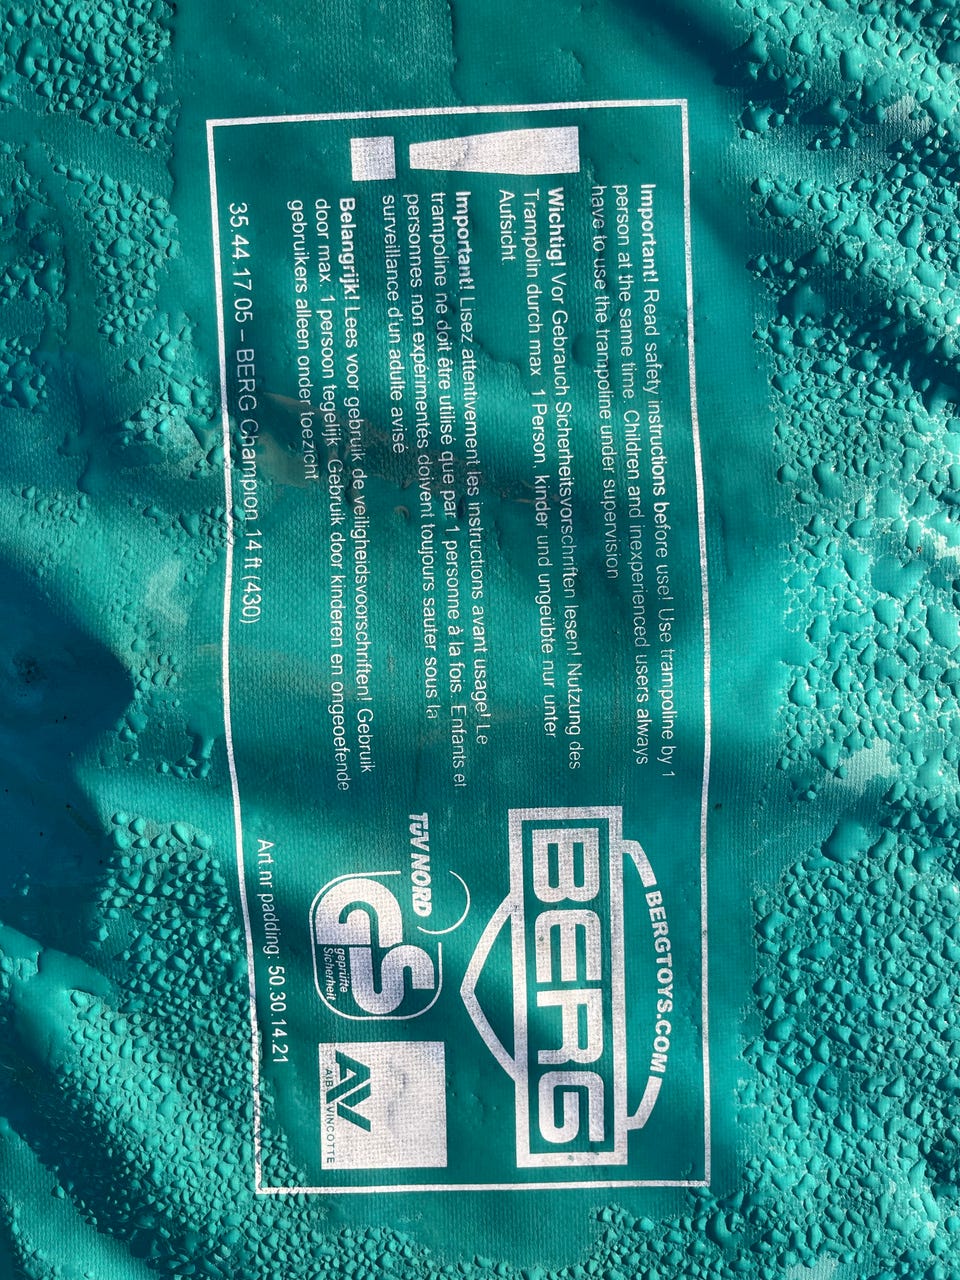 Important! Read safety instructions before use! Use trampoline by 1
person at the same time. Children and inexperienced users always
have to use the trampoline under supervision
Wichtig! Vor Gebrauch Sicherheitsvorschriften lesen! Nutzung des
Trampolin durch max. 1 Person, kinder und ungeübte nur unter
Aufsicht
Important! Lisez attentivement les instructions avant usage! Le
trampoline ne doit être utilisé que par 1 personne à la fois. Enfants et
personnes non expérimentés doivent toujours sauter sous la
surveillance d'un adulte avisé
Belangrijk! Lees voor gebruik de veiligheidsvoorschriften! Gebruik
door max. 1 persoon tegelijk. Gebruik door kinderen en ongeoefende
gebruikers alleen onder toezicht
35.44.17.05 – BERG Champion 14 ft (430)
BERGTOYS.COM
BERG
TÜV NORD
GS
geprüfte
Sicherheit
AV
AIB-VINCOTTE
Art.nr padding: 50.30.14.21